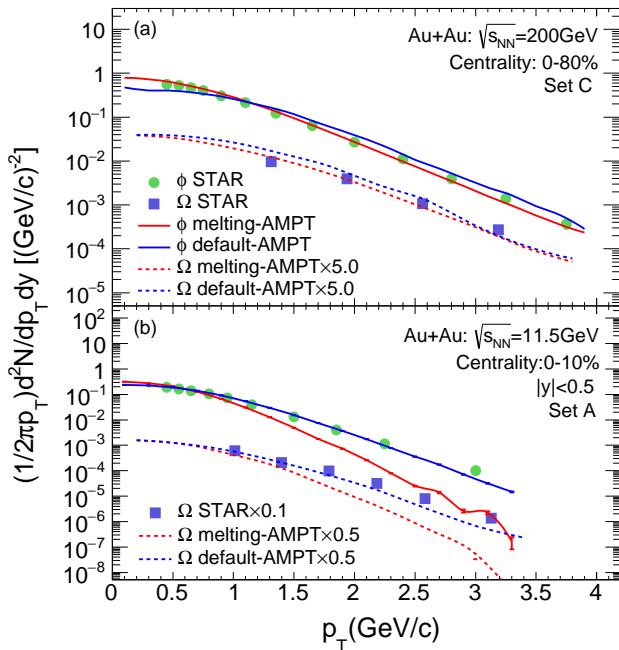 (a)
Au+Au: √sNN=200GeV
Centrality: 0-80%
Set C
10
1
10⁻¹
10⁻²
10⁻³
10⁻⁴
10⁻⁵
ϕ STAR
Ω STAR
ϕ melting-AMPT
ϕ default-AMPT
Ω melting-AMPT×5.0
Ω default-AMPT×5.0
(1/2πp_T)d²N/dp_Tdy [(GeV/c)⁻²]
(b)
Au+Au: √sNN=11.5GeV
Centrality:0-10%
|y|<0.5
Set A
10²
10
1
10⁻¹
10⁻²
10⁻³
10⁻⁴
10⁻⁵
10⁻⁶
10⁻⁷
10⁻⁸
Ω STAR×0.1
Ω melting-AMPT×0.5
Ω default-AMPT×0.5
0 0.5 1 1.5 2 2.5 3 3.5 4
p_T(GeV/c)